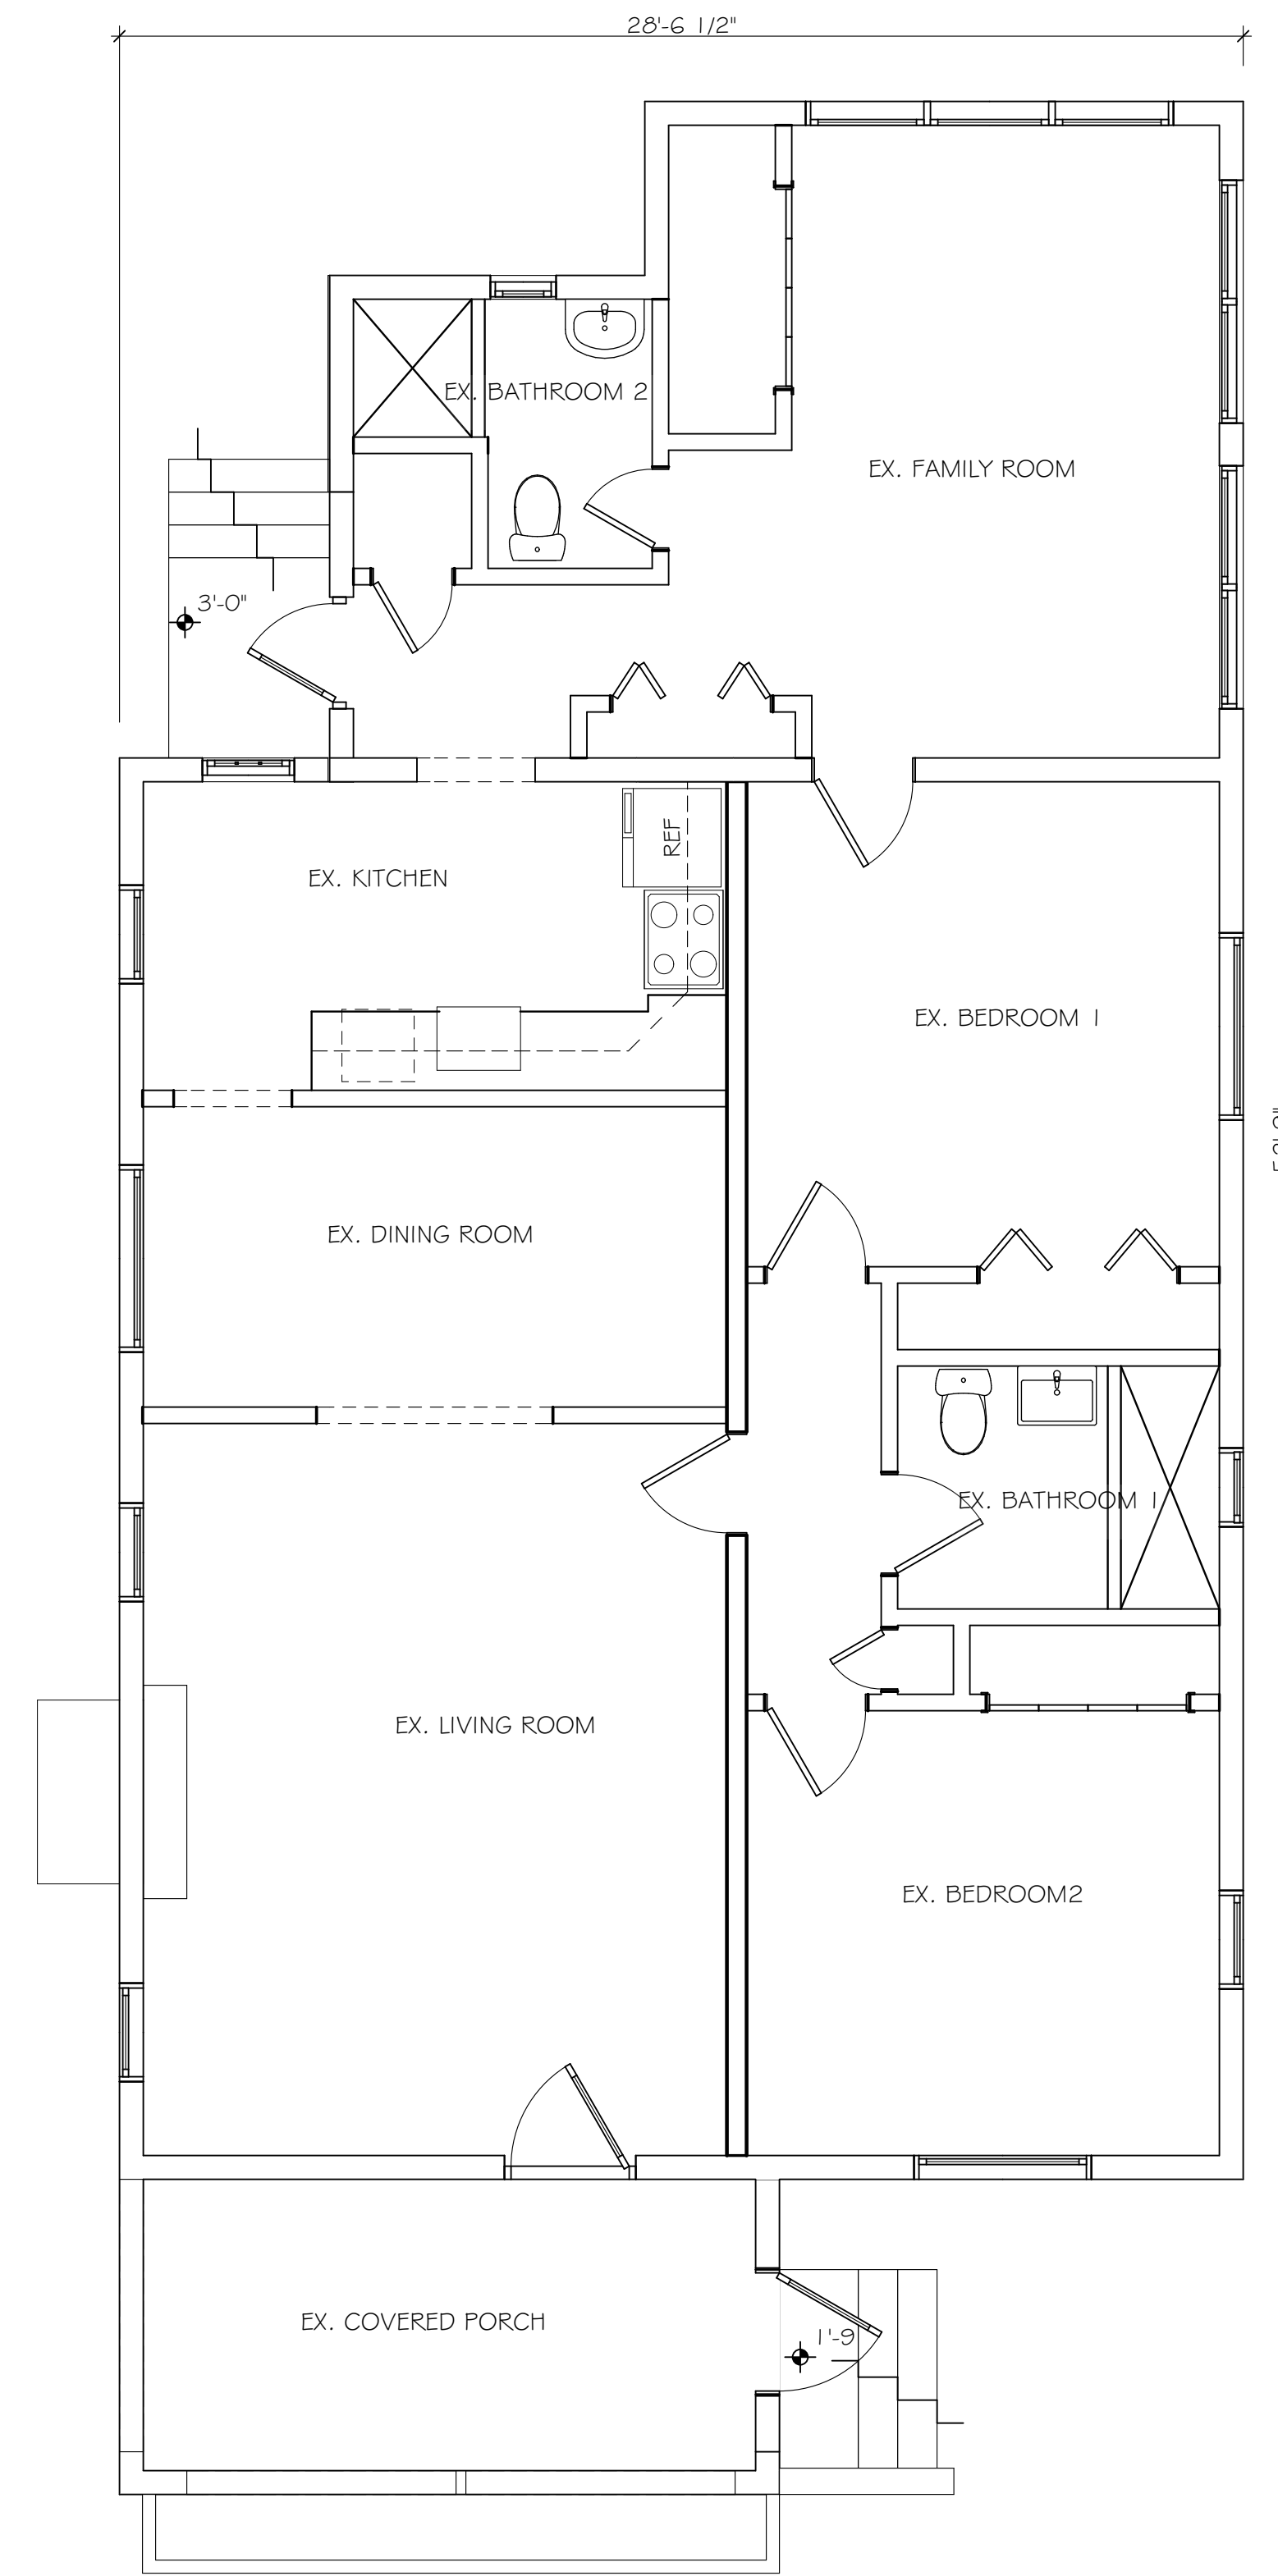 28'-6 1/2"
EX. BATHROOM 2
EX. FAMILY ROOM
3'-0"
REF
EX. KITCHEN
EX. BEDROOM 1
EX. DINING ROOM
EX. BATHROOM 1
EX. LIVING ROOM
EX. BEDROOM2
EX. COVERED PORCH
1'-9